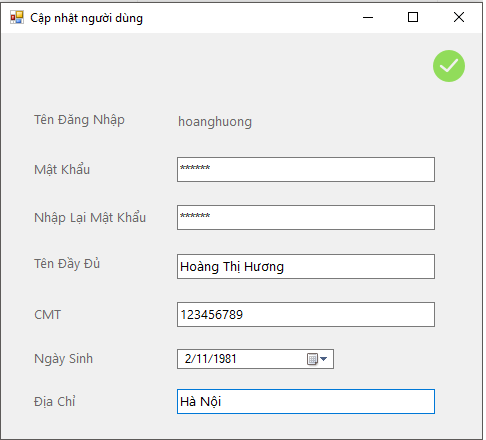 Cập nhật người dùng
Tên Đăng Nhập hoanghuong
Mật Khẩu ******
Nhập Lại Mật Khẩu ******
Tên Đầy Đủ Hoàng Thị Hương
CMT 123456789
Ngày Sinh 2/11/1981
Địa Chỉ Hà Nội